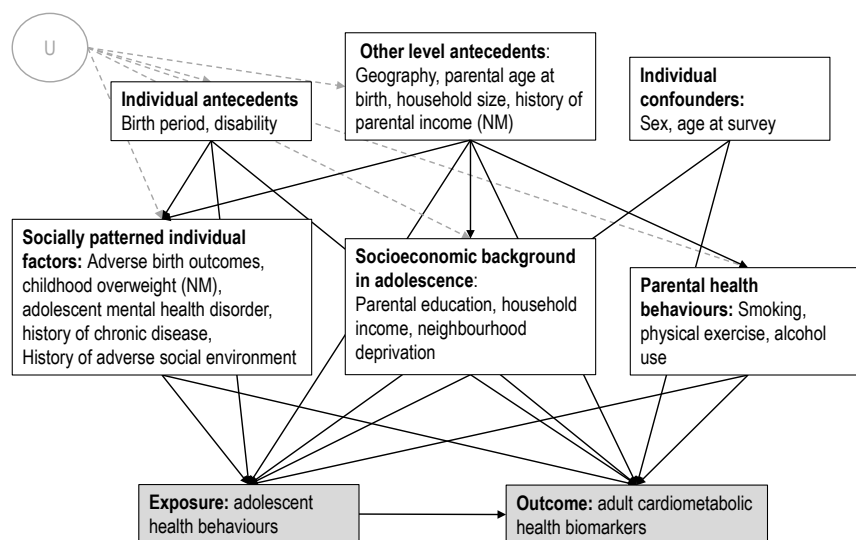 U
Individual antecedents
Birth period, disability
Other level antecedents:
Geography, parental age at
birth, household size, history of
parental income (NM)
Individual
confounders:
Sex, age at survey
Socially patterned individual
factors: Adverse birth outcomes,
childhood overweight (NM),
adolescent mental health disorder,
history of chronic disease,
History of adverse social environment
Socioeconomic background
in adolescence:
Parental education, household
income, neighbourhood
deprivation
Parental health
behaviours: Smoking,
physical exercise, alcohol
use
Exposure: adolescent
health behaviours
Outcome: adult cardiometabolic
health biomarkers